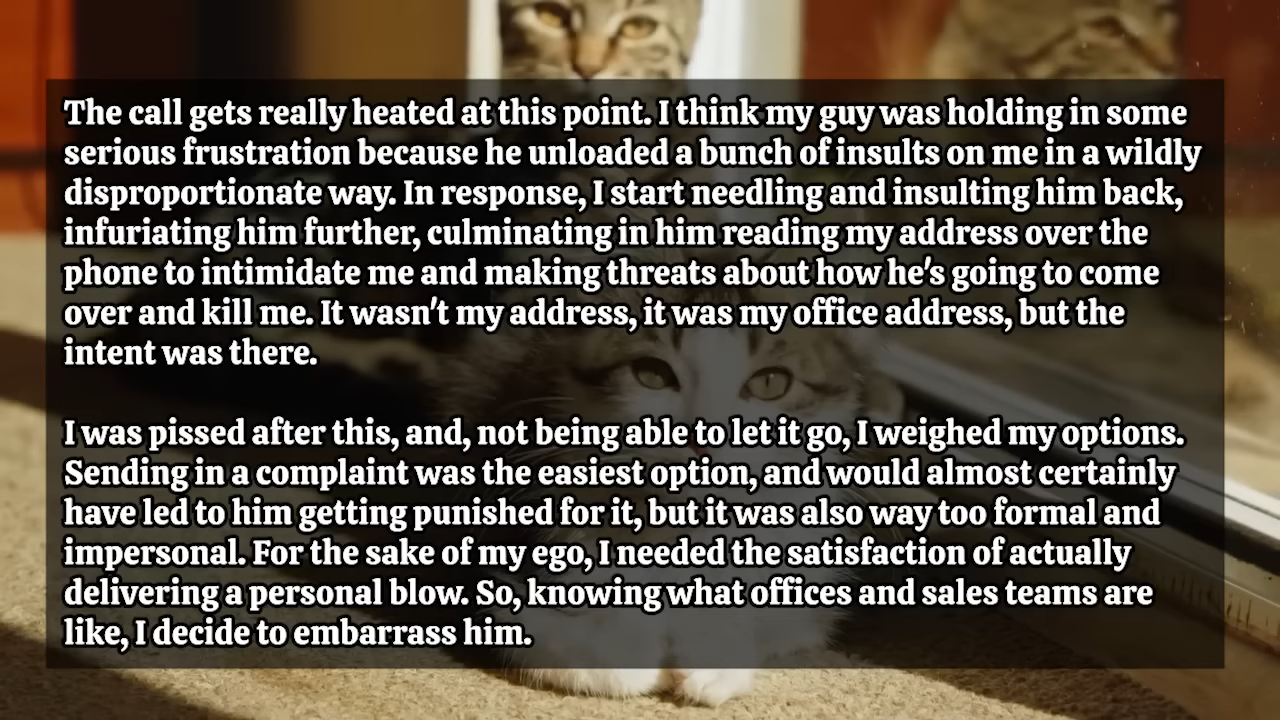 The call gets really heated at this point. I think my guy was holding in some
serious frustration because he unloaded a bunch of insults on me in a wildly
disproportionate way. In response, I start needling and insulting him back,
infuriating him further, culminating in him reading my address over the
phone to intimidate me and making threats about how he's going to come
over and kill me. It wasn't my address, it was my office address, but the
intent was there.
I was pissed after this, and, not being able to let it go, I weighed my options.
Sending in a complaint was the easiest option, and would almost certainly
have led to him getting punished for it, but it was also way too formal and
impersonal. For the sake of my ego, I needed the satisfaction of actually
delivering a personal blow. So, knowing what offices and sales teams are
like, I decide to embarrass him.